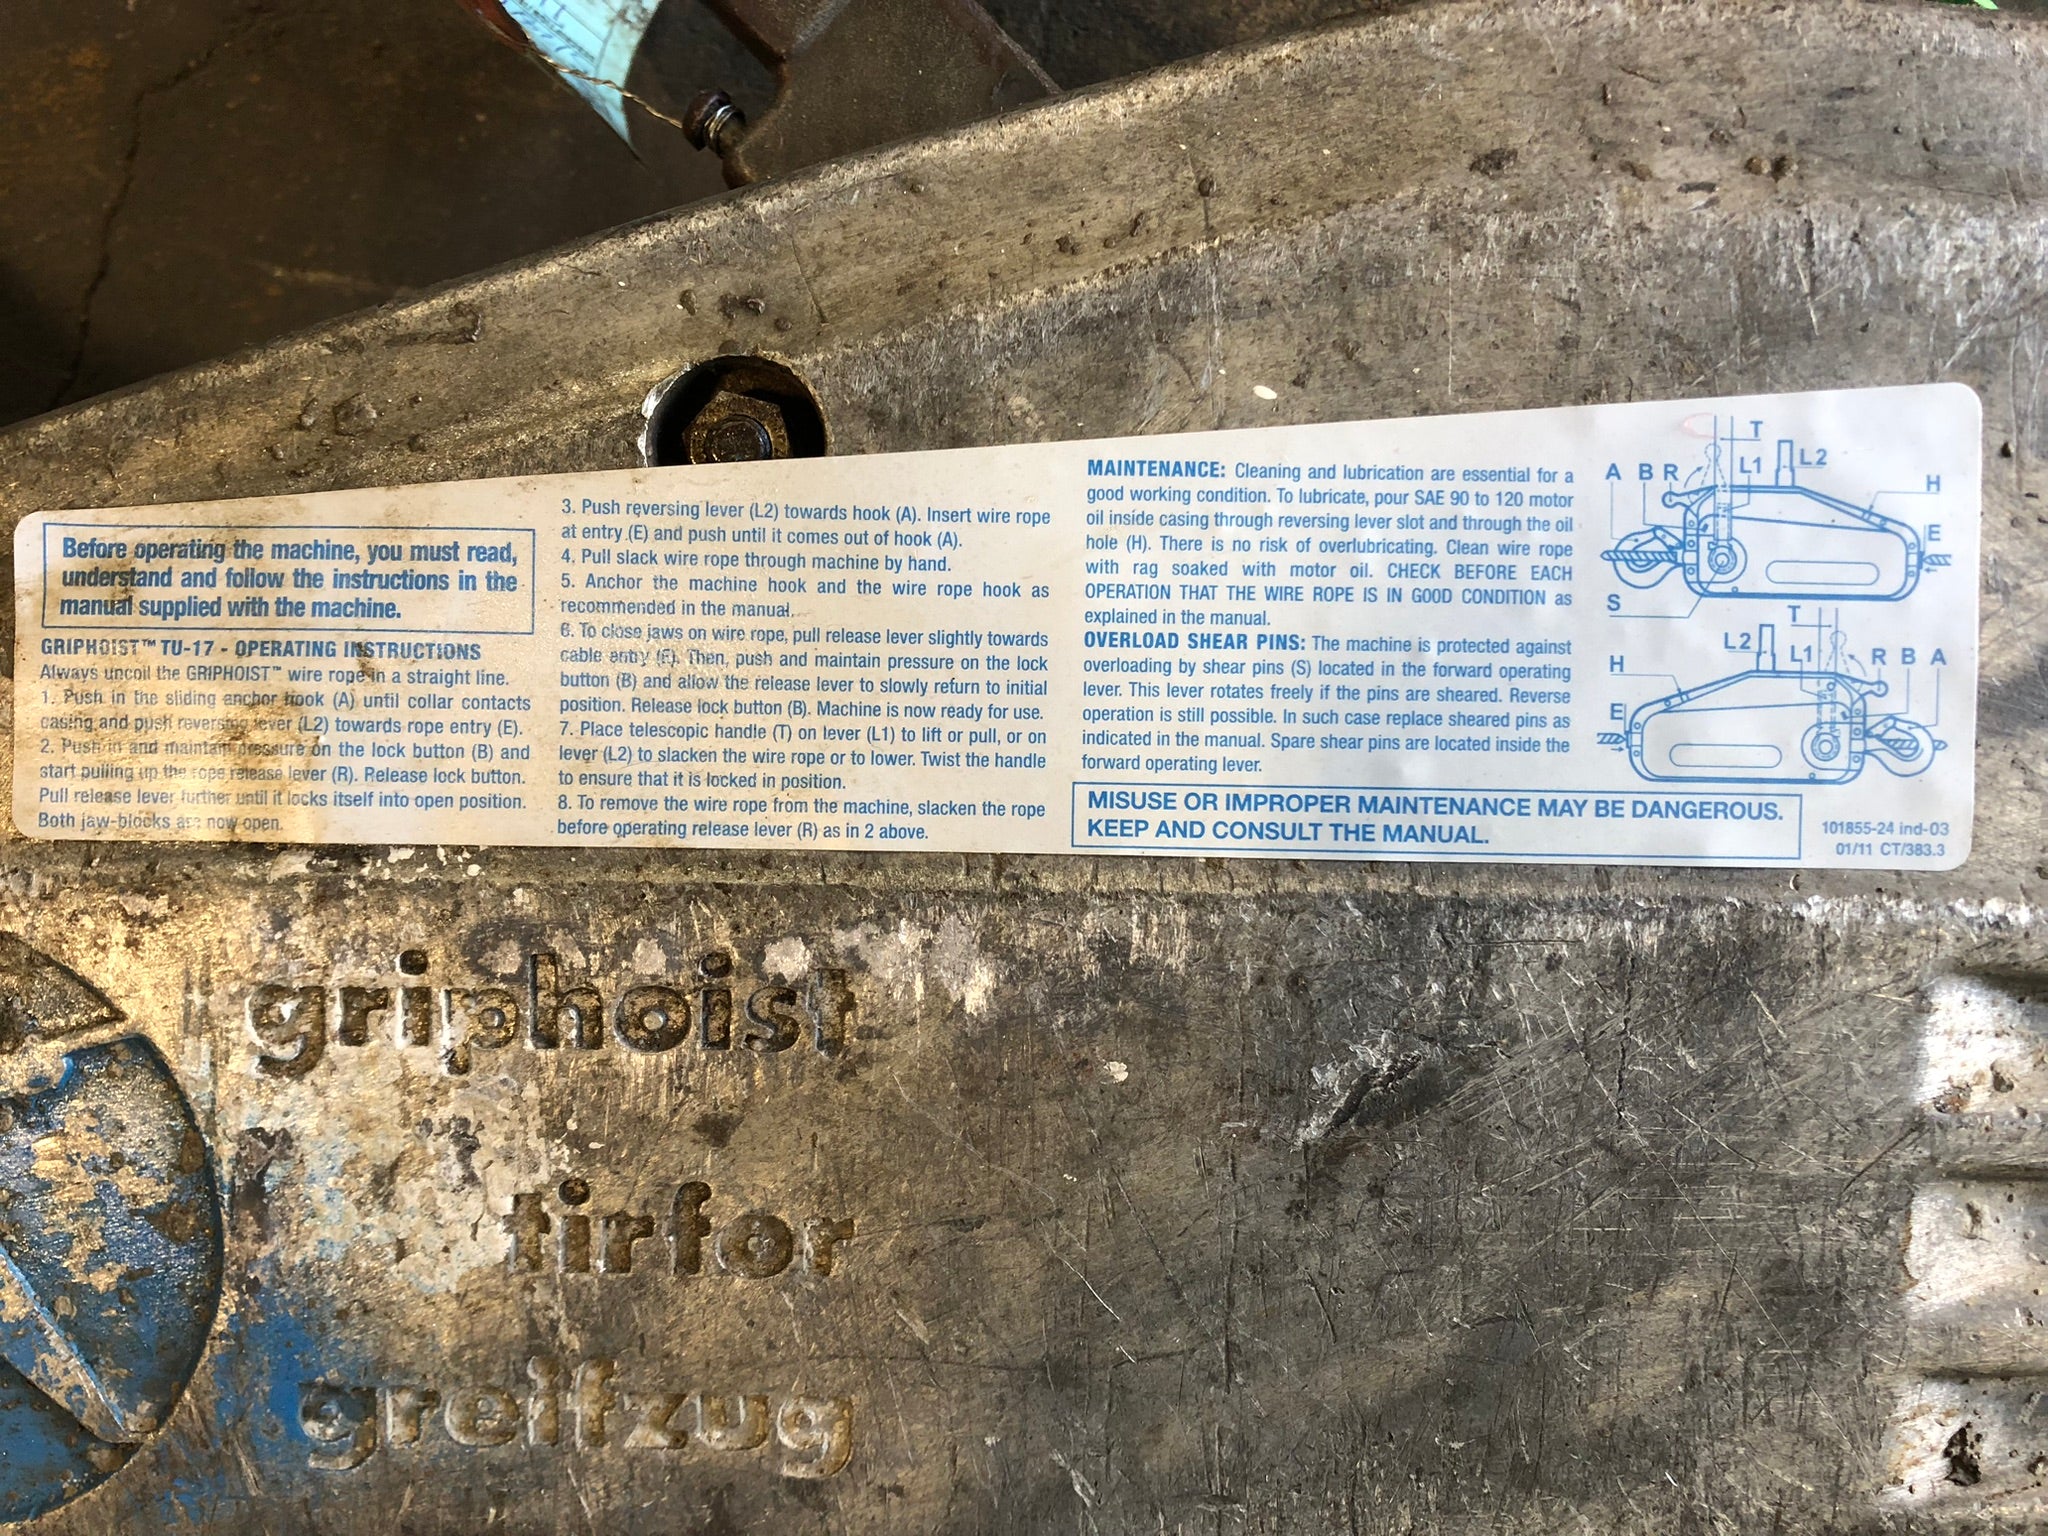 Before operating the machine, you must read,
understand and follow the instructions in the
manual supplied with the machine.
GRIPHOIST™ TU-17 - OPERATING INSTRUCTIONS
Always uncoil the GRIPHOIST™ wire rope in a straight line.
1. Push in the sliding anchor hook (A) until collar contacts
casing and push reversing lever (L2) towards rope entry (E).
2. Push in and maintain pressure on the lock button (B) and
start pulling up the rope release lever (R). Release lock button.
Pull release lever further until it locks itself into open position.
Both jaw-blocks are now open.
3. Push reversing lever (L2) towards hook (A). Insert wire rope
at entry (E) and push until it comes out of hook (A).
4. Pull slack wire rope through machine by hand.
5. Anchor the machine hook and the wire rope hook as
recommended in the manual.
6. To close jaws on wire rope, pull release lever slightly towards
cable entry (E). Then, push and maintain pressure on the lock
button (B) and allow the release lever to slowly return to initial
position. Release lock button (B). Machine is now ready for use.
7. Place telescopic handle (T) on lever (L1) to lift or pull, or on
lever (L2) to slacken the wire rope or to lower. Twist the handle
to ensure that it is locked in position.
8. To remove the wire rope from the machine, slacken the rope
before operating release lever (R) as in 2 above.
MAINTENANCE: Cleaning and lubrication are essential for a
good working condition. To lubricate, pour SAE 90 to 120 motor
oil inside casing through reversing lever slot and through the oil
hole (H). There is no risk of overlubricating. Clean wire rope
with rag soaked with motor oil. CHECK BEFORE EACH
OPERATION THAT THE WIRE ROPE IS IN GOOD CONDITION as
explained in the manual.
OVERLOAD SHEAR PINS: The machine is protected against
overloading by shear pins (S) located in the forward operating
lever. This lever rotates freely if the pins are sheared. Reverse
operation is still possible. In such case replace sheared pins as
indicated in the manual. Spare shear pins are located inside the
forward operating lever.
MISUSE OR IMPROPER MAINTENANCE MAY BE DANGEROUS.
KEEP AND CONSULT THE MANUAL.
T
A B R L1 L2 H
E
S
T
L2 L1
H R B A
E
101855-24 ind-03
01/11 CT/383.3
griphoist
tirfor
greifzug